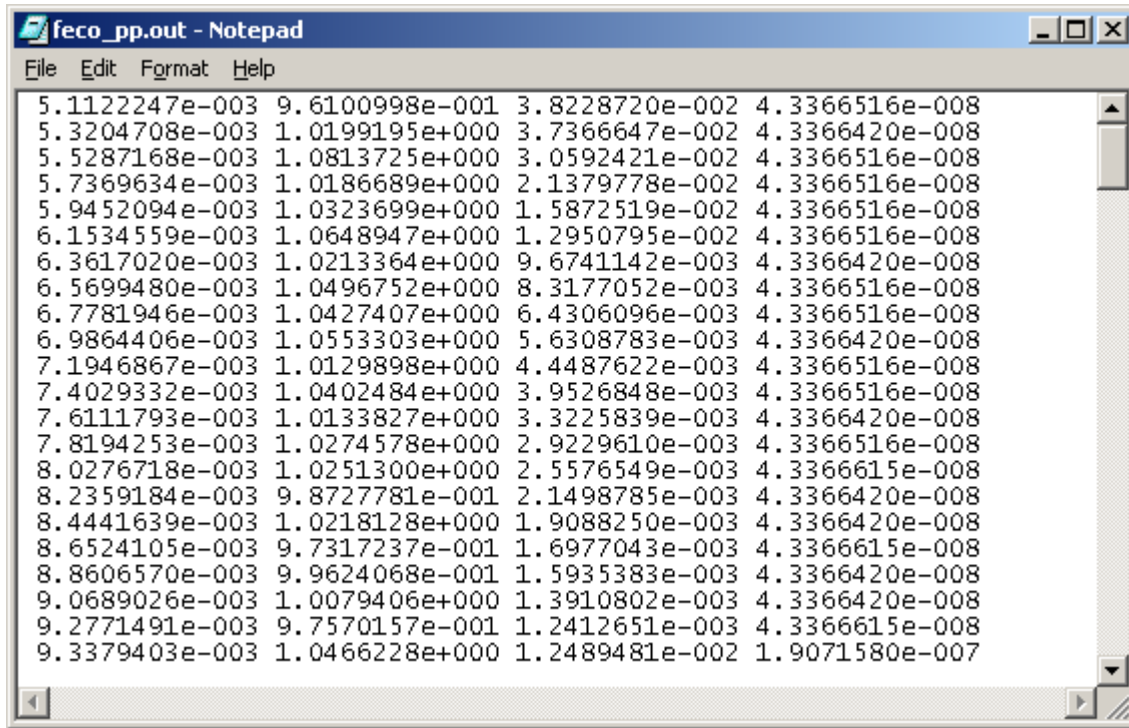 feco_pp.out - Notepad
File Edit Format Help
5.1122247e-003 9.6100998e-001 3.8228720e-002 4.3366516e-008
5.3204708e-003 1.0199195e+000 3.7366647e-002 4.3366420e-008
5.5287168e-003 1.0813725e+000 3.0592421e-002 4.3366516e-008
5.7369634e-003 1.0186689e+000 2.1379778e-002 4.3366516e-008
5.9452094e-003 1.0323699e+000 1.5872519e-002 4.3366516e-008
6.1534559e-003 1.0648947e+000 1.2950795e-002 4.3366516e-008
6.3617020e-003 1.0213364e+000 9.6741142e-003 4.3366420e-008
6.5699480e-003 1.0496752e+000 8.3177052e-003 4.3366516e-008
6.7781946e-003 1.0427407e+000 6.4306096e-003 4.3366516e-008
6.9864406e-003 1.0553303e+000 5.6308783e-003 4.3366420e-008
7.1946867e-003 1.0129898e+000 4.4487622e-003 4.3366516e-008
7.4029332e-003 1.0402484e+000 3.9526848e-003 4.3366516e-008
7.6111793e-003 1.0133827e+000 3.3225839e-003 4.3366420e-008
7.8194253e-003 1.0274578e+000 2.9229610e-003 4.3366516e-008
8.0276718e-003 1.0251300e+000 2.5576549e-003 4.3366615e-008
8.2359184e-003 9.8727781e-001 2.1498785e-003 4.3366420e-008
8.4441639e-003 1.0218128e+000 1.9088250e-003 4.3366420e-008
8.6524105e-003 9.7317237e-001 1.6977043e-003 4.3366615e-008
8.8606570e-003 9.9624068e-001 1.5935383e-003 4.3366420e-008
9.0689026e-003 1.0079406e+000 1.3910802e-003 4.3366420e-008
9.2771491e-003 9.7570157e-001 1.2412651e-003 4.3366615e-008
9.3379403e-003 1.0466228e+000 1.2489481e-002 1.9071580e-007